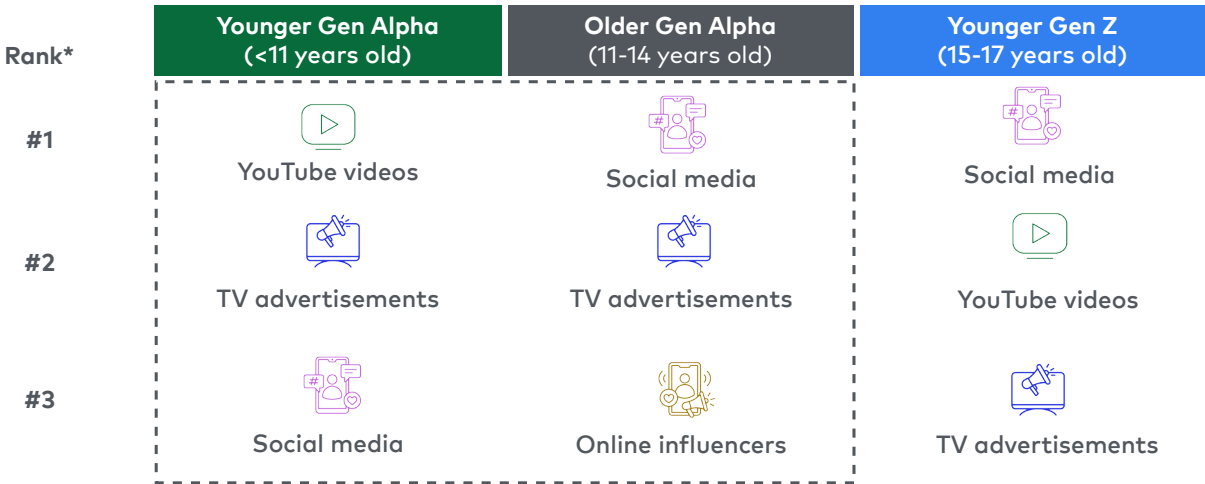 Rank*
Younger Gen Alpha
(<11 years old)
Older Gen Alpha
(11-14 years old)
Younger Gen Z
(15-17 years old)
#1
YouTube videos
#
Social media
#
Social media
#2
TV advertisements
TV advertisements
YouTube videos
#3
#
Social media
Online influencers
TV advertisements